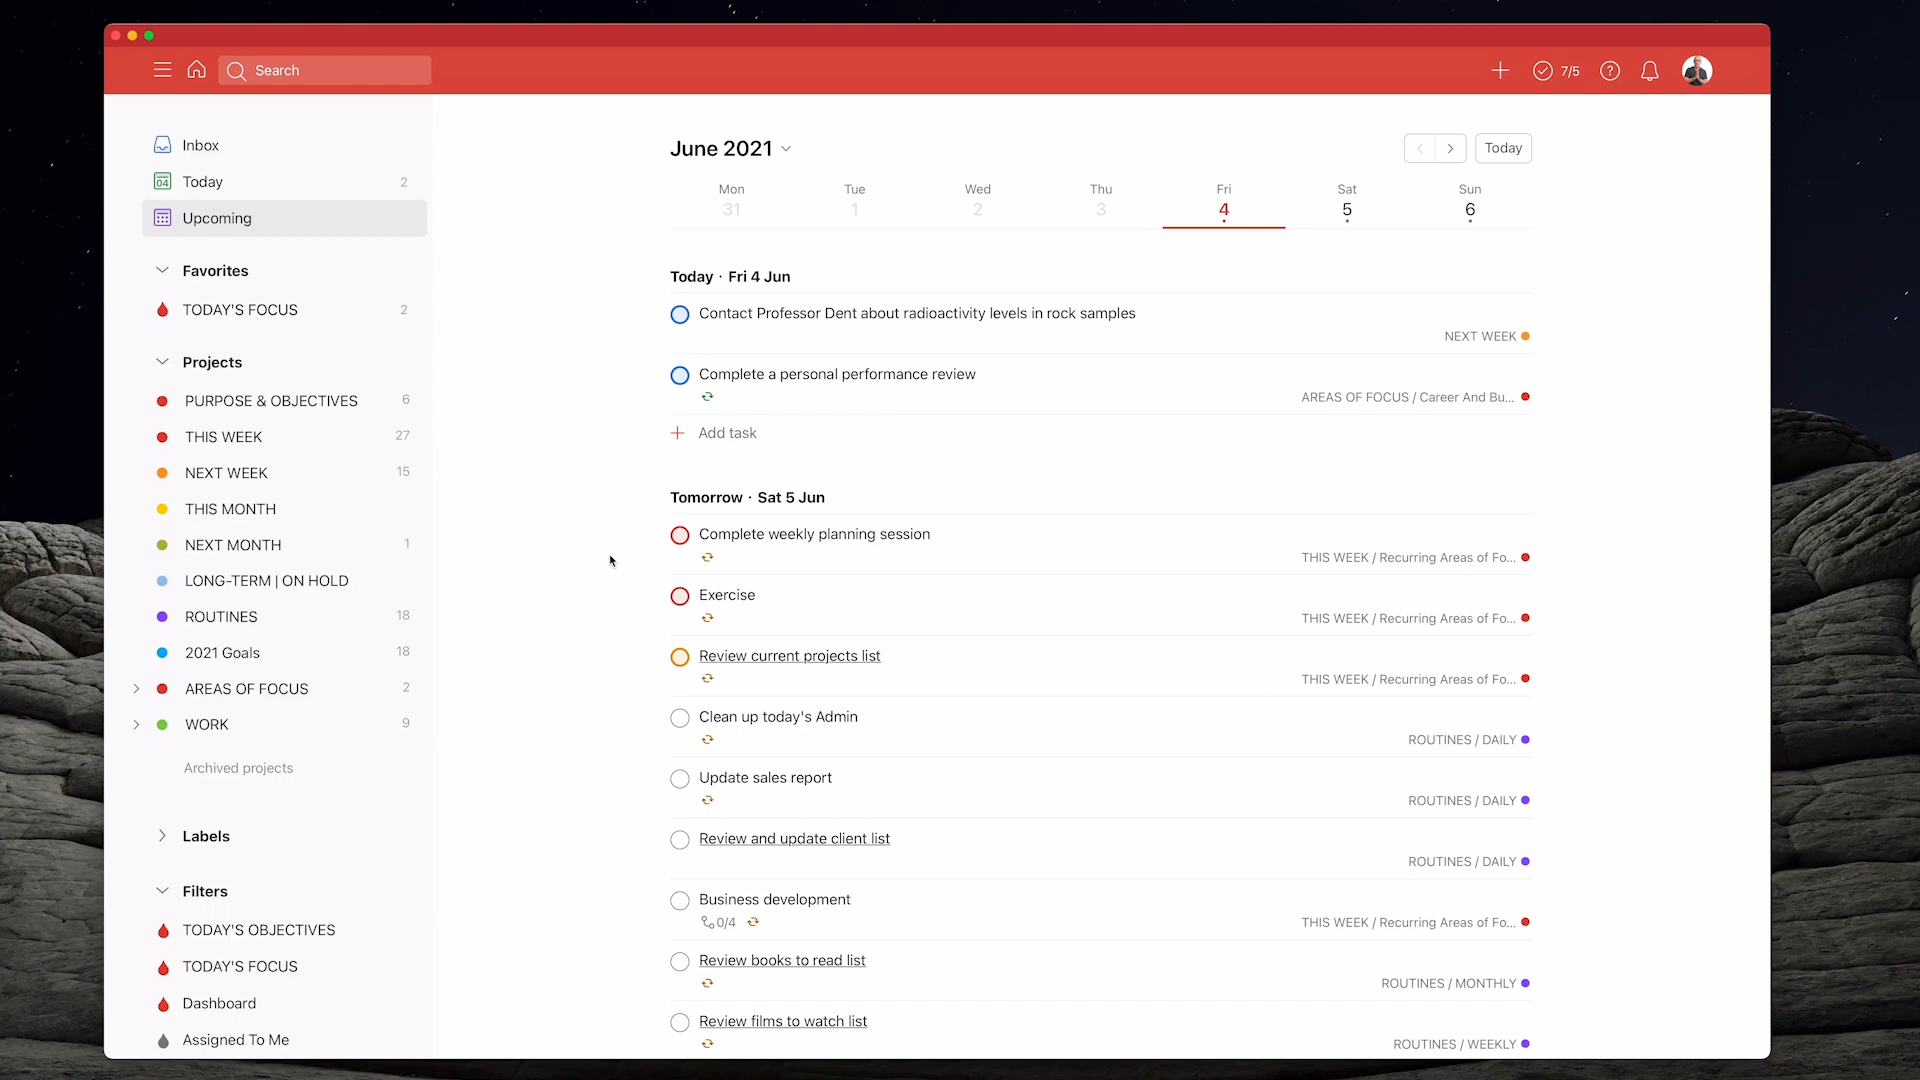 Search
7/5
Inbox
04
Today 2
Upcoming
Favorites
TODAY'S FOCUS 2
Projects
PURPOSE & OBJECTIVES 6
THIS WEEK 27
NEXT WEEK 15
THIS MONTH
NEXT MONTH 1
LONG-TERM | ON HOLD
ROUTINES 18
2021 Goals 18
AREAS OF FOCUS 2
WORK 9
Archived projects
Labels
Filters
TODAY'S OBJECTIVES
TODAY'S FOCUS
Dashboard
Assigned To Me
June 2021
Today
Mon Tue Wed Thu Fri Sat Sun
31 1 2 3 4 5 6
Today · Fri 4 Jun
Contact Professor Dent about radioactivity levels in rock samples
NEXT WEEK
Complete a personal performance review
AREAS OF FOCUS / Career And Bu...
Add task
Tomorrow · Sat 5 Jun
Complete weekly planning session
THIS WEEK / Recurring Areas of Fo...
Exercise
THIS WEEK / Recurring Areas of Fo...
Review current projects list
THIS WEEK / Recurring Areas of Fo...
Clean up today's Admin
ROUTINES / DAILY
Update sales report
ROUTINES / DAILY
Review and update client list
ROUTINES / DAILY
Business development
0/4 THIS WEEK / Recurring Areas of Fo...
Review books to read list
ROUTINES / MONTHLY
Review films to watch list
ROUTINES / WEEKLY